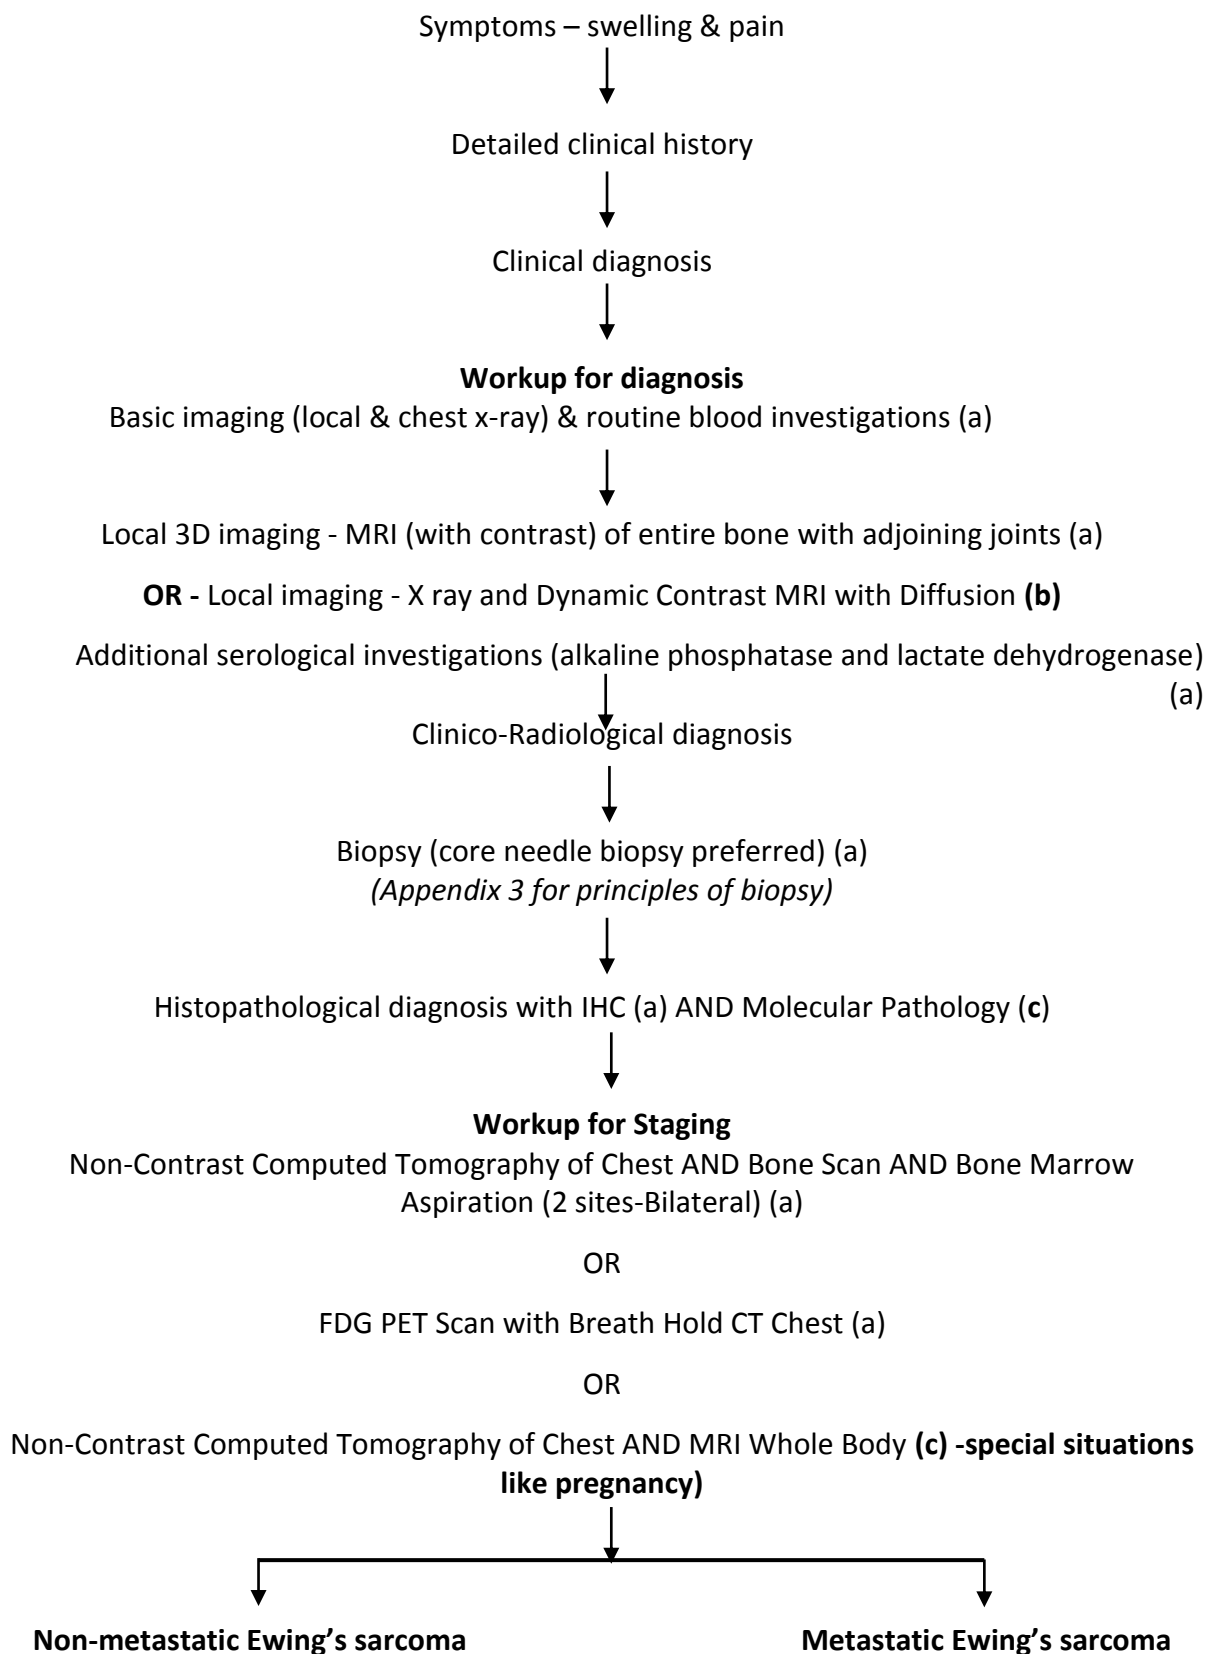 Symptoms – swelling & pain
Detailed clinical history
Clinical diagnosis
Workup for diagnosis
Basic imaging (local & chest x-ray) & routine blood investigations (a)
Local 3D imaging - MRI (with contrast) of entire bone with adjoining joints (a)
OR - Local imaging - X ray and Dynamic Contrast MRI with Diffusion (b)
Additional serological investigations (alkaline phosphatase and lactate dehydrogenase)
(a)
Clinico-Radiological diagnosis
Biopsy (core needle biopsy preferred) (a)
(Appendix 3 for principles of biopsy)
Histopathological diagnosis with IHC (a) AND Molecular Pathology (c)
Workup for Staging
Non-Contrast Computed Tomography of Chest AND Bone Scan AND Bone Marrow
Aspiration (2 sites-Bilateral) (a)
OR
FDG PET Scan with Breath Hold CT Chest (a)
OR
Non-Contrast Computed Tomography of Chest AND MRI Whole Body (c) -special situations
like pregnancy)
Non-metastatic Ewing’s sarcoma
Metastatic Ewing’s sarcoma